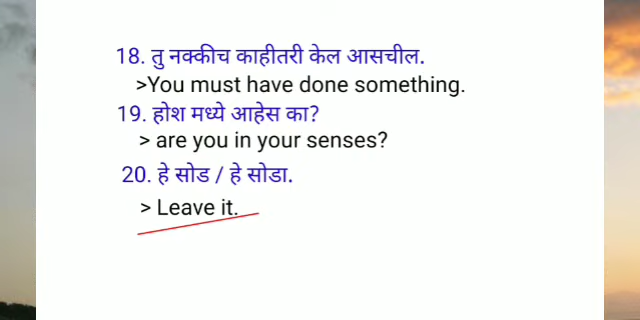 18. तु नक्कीच काहीतरी केल आसचील.
>You must have done something.
19. होश मध्ये आहेस का?
> are you in your senses?
20. हे सोड / हे सोडा.
> Leave it.